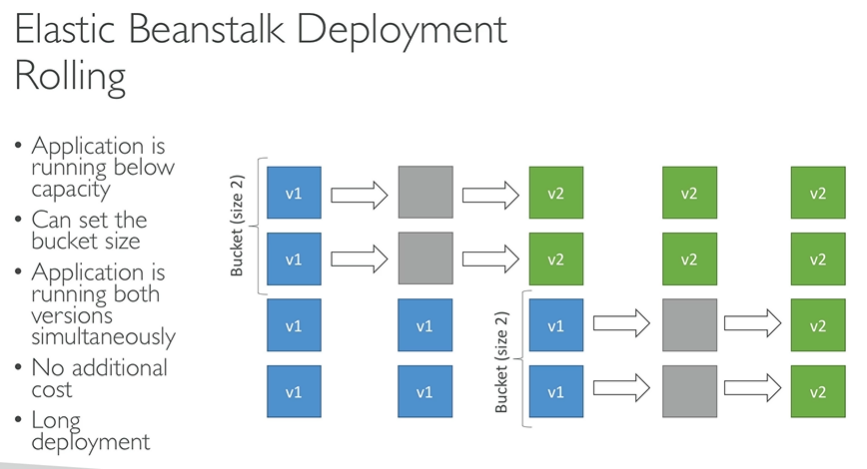 Elastic Beanstalk Deployment
Rolling
• Application is
running below
capacity
• Can set the
bucket size
• Application is
running both
versions
simultaneously
• No additional
cost
• Long
deployment
Bucket (size 2)
v1 v2 v2 v2
v1 v2 v2 v2
Bucket (size 2)
v1 v1 v1 v2
v1 v1 v1 v2